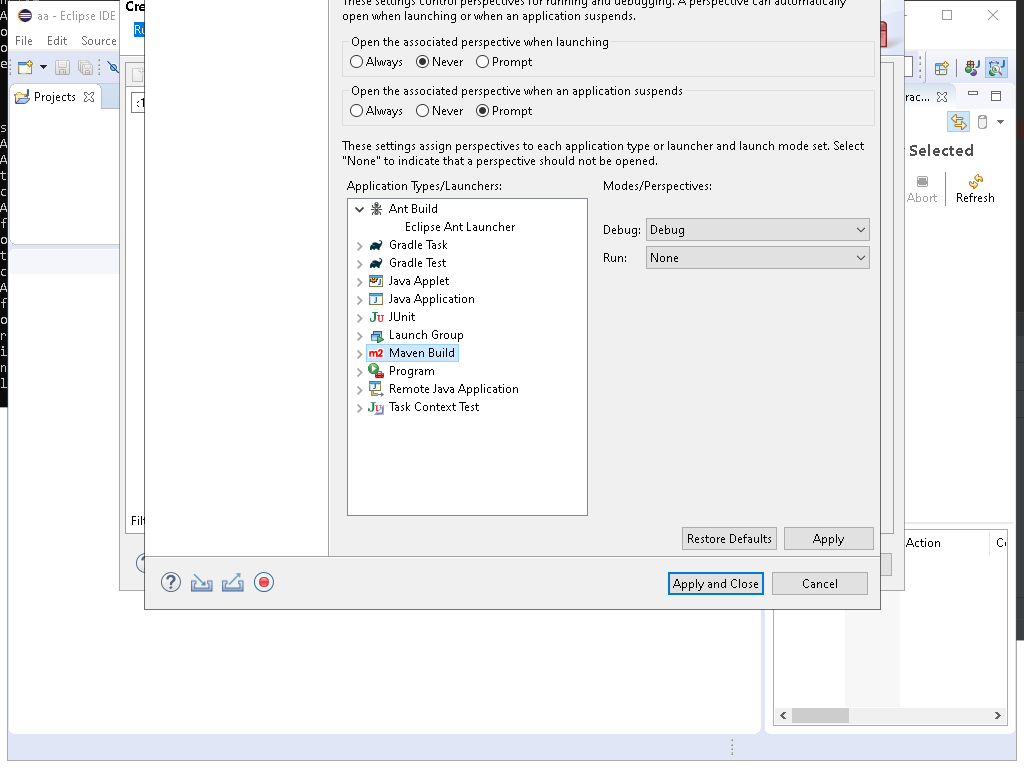 These settings control perspectives for running and debugging. A perspective can automatically
open when launching or when an application suspends.
aa - Eclipse IDE
Cre
File Edit Source
Ru
Projects
Open the associated perspective when launching
Always Never Prompt
Open the associated perspective when an application suspends
Always Never Prompt
These settings assign perspectives to each application type or launcher and launch mode set. Select
"None" to indicate that a perspective should not be opened.
Application Types/Launchers:
Modes/Perspectives:
Ant Build
Eclipse Ant Launcher
Gradle Task
Gradle Test
Java Applet
Java Application
JUnit
Launch Group
Maven Build
Program
Remote Java Application
Task Context Test
Debug: Debug
Run: None
Selected
Abort Refresh
Restore Defaults Apply
Apply and Close Cancel
Filt
Action
rac...